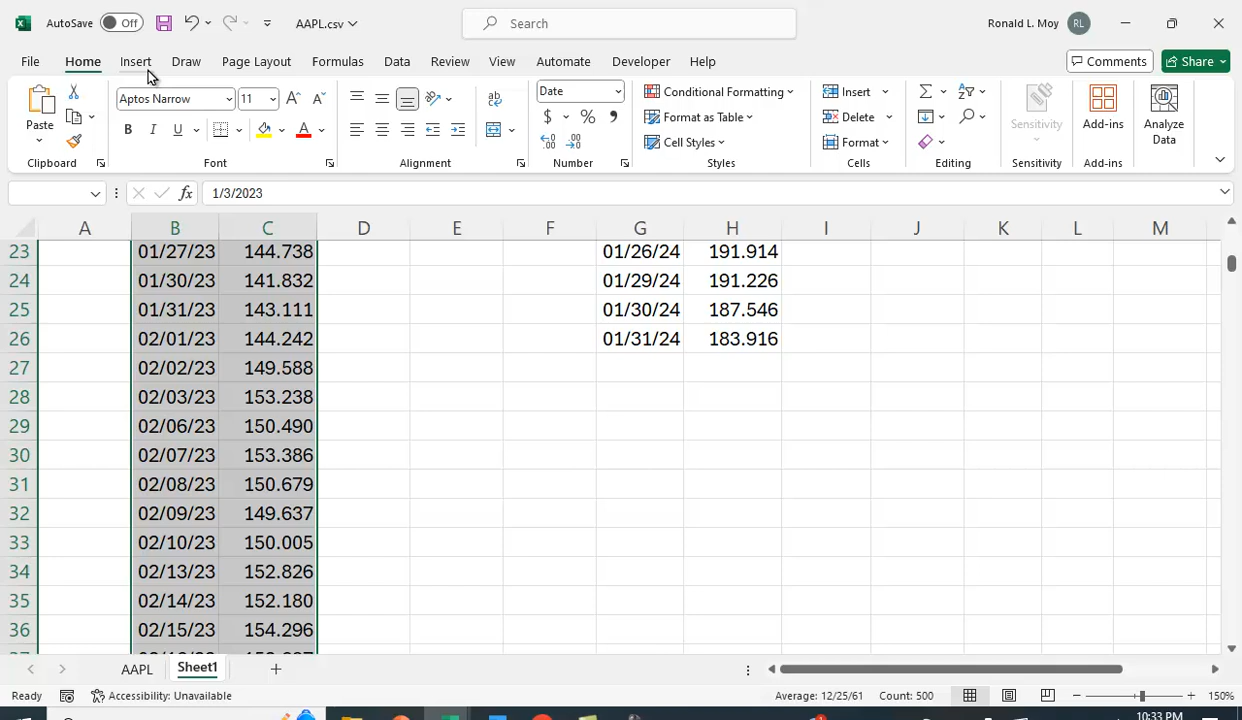 AutoSave Off AAPL.csv Search Ronald L. Moy RL
File Home Insert Draw Page Layout Formulas Data Review View Automate Developer Help Comments Share
Paste Aptos Narrow 11 Date Conditional Formatting Insert Sensitivity Add-ins Analyze Data
B I U A $ % Format as Table Delete
Cell Styles Format
Clipboard Font Alignment Number Styles Cells Editing Sensitivity Add-ins
fx 1/3/2023
A B C D E F G H I J K L M
23 01/27/23 144.738 01/26/24 191.914
24 01/30/23 141.832 01/29/24 191.226
25 01/31/23 143.111 01/30/24 187.546
26 02/01/23 144.242 01/31/24 183.916
27 02/02/23 149.588
28 02/03/23 153.238
29 02/06/23 150.490
30 02/07/23 153.386
31 02/08/23 150.679
32 02/09/23 149.637
33 02/10/23 150.005
34 02/13/23 152.826
35 02/14/23 152.180
36 02/15/23 154.296
AAPL Sheet1
Ready Accessibility: Unavailable Average: 12/25/61 Count: 500 150%
10:33 PM